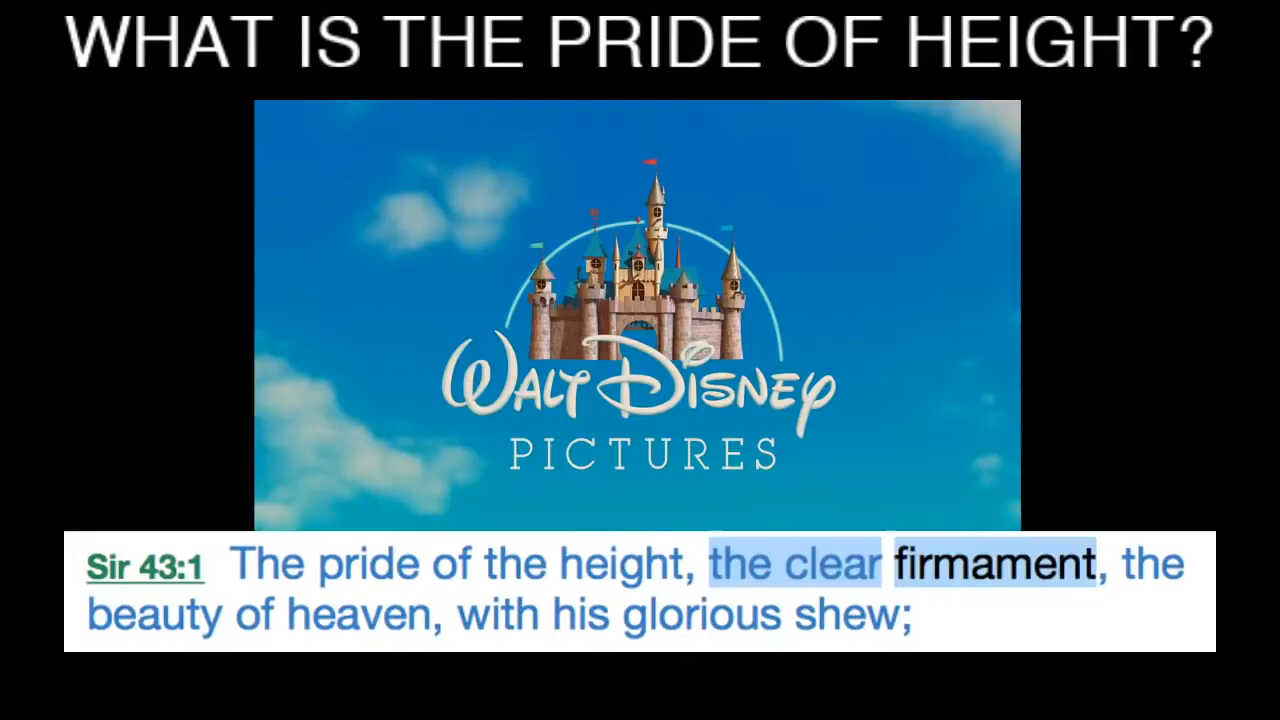 WHAT IS THE PRIDE OF HEIGHT?
WALT DISNEY
PICTURES
Sir 43:1 The pride of the height, the clear firmament, the
beauty of heaven, with his glorious shew;